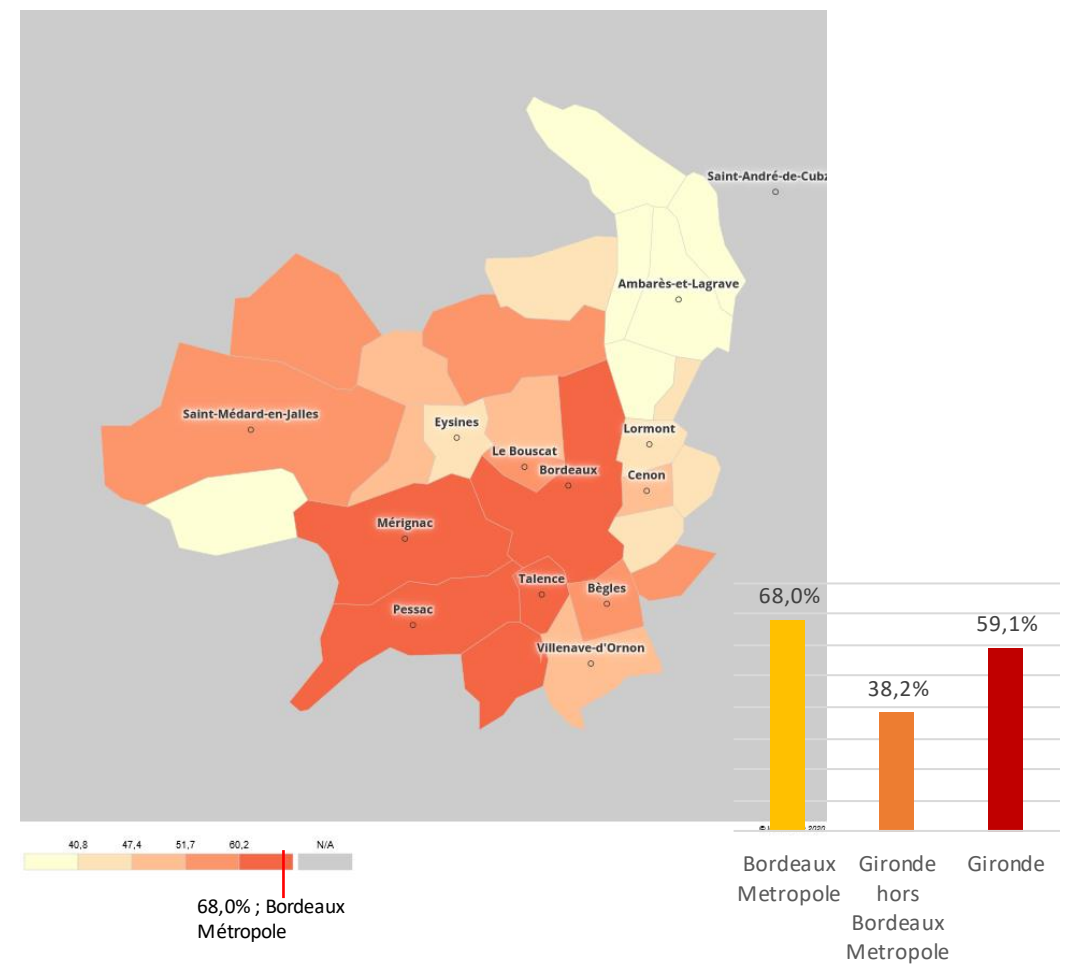 Saint-André-de-Cubz
Ambarès-et-Lagrave
Saint-Médard-en-Jalles
Eysines
Lormont
Le Bouscat
Bordeaux
Cenon
Mérignac
Talence
Bègles
Pessac
Villenave-d'Ornon
68,0%
59,1%
38,2%
2020
40,8 47,4 51,7 60,2 N/A
68,0% ; Bordeaux
Métropole
Bordeaux
Metropole
Gironde
hors
Bordeaux
Metropole
Gironde